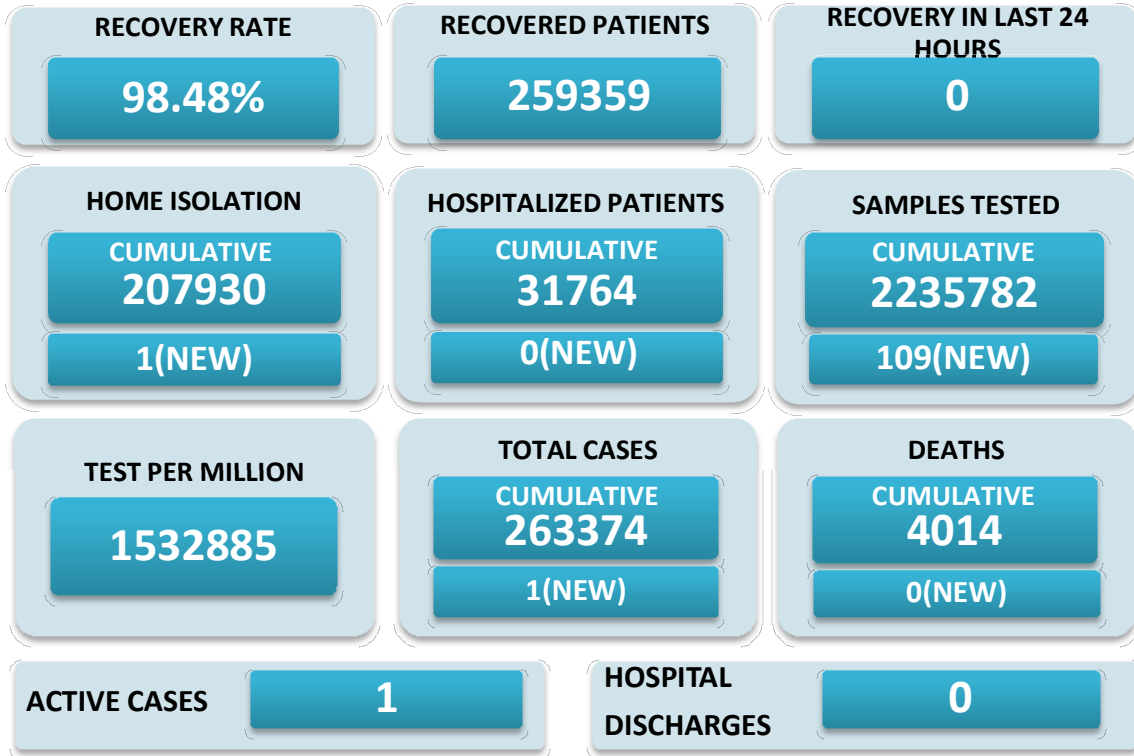 RECOVERY RATE
98.48%
RECOVERED PATIENTS
259359
RECOVERY IN LAST 24
HOURS
0
HOME ISOLATION
CUMULATIVE
207930
1(NEW)
HOSPITALIZED PATIENTS
CUMULATIVE
31764
0(NEW)
SAMPLES TESTED
CUMULATIVE
2235782
109(NEW)
TEST PER MILLION
1532885
TOTAL CASES
CUMULATIVE
263374
1(NEW)
DEATHS
CUMULATIVE
4014
0(NEW)
ACTIVE CASES
1
HOSPITAL
DISCHARGES
0